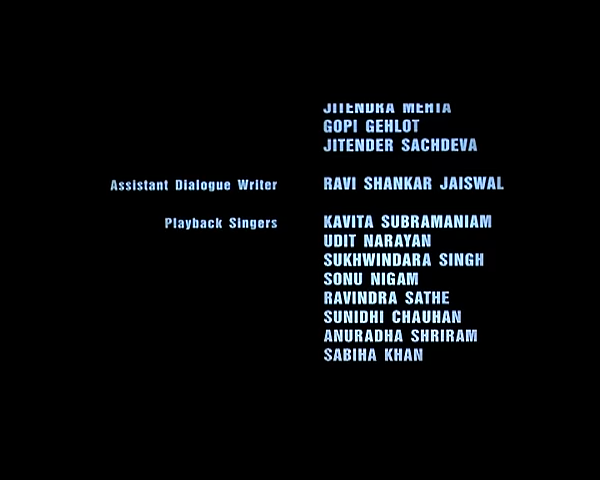 JITENDRA MEHTA
GOPI GEHLOT
JITENDER SACHDEVA
Assistant Dialogue Writer RAVI SHANKAR JAISWAL
Playback Singers KAVITA SUBRAMANIAM
UDIT NARAYAN
SUKHWINDARA SINGH
SONU NIGAM
RAVINDRA SATHE
SUNIDHI CHAUHAN
ANURADHA SHRIRAM
SABIHA KHAN